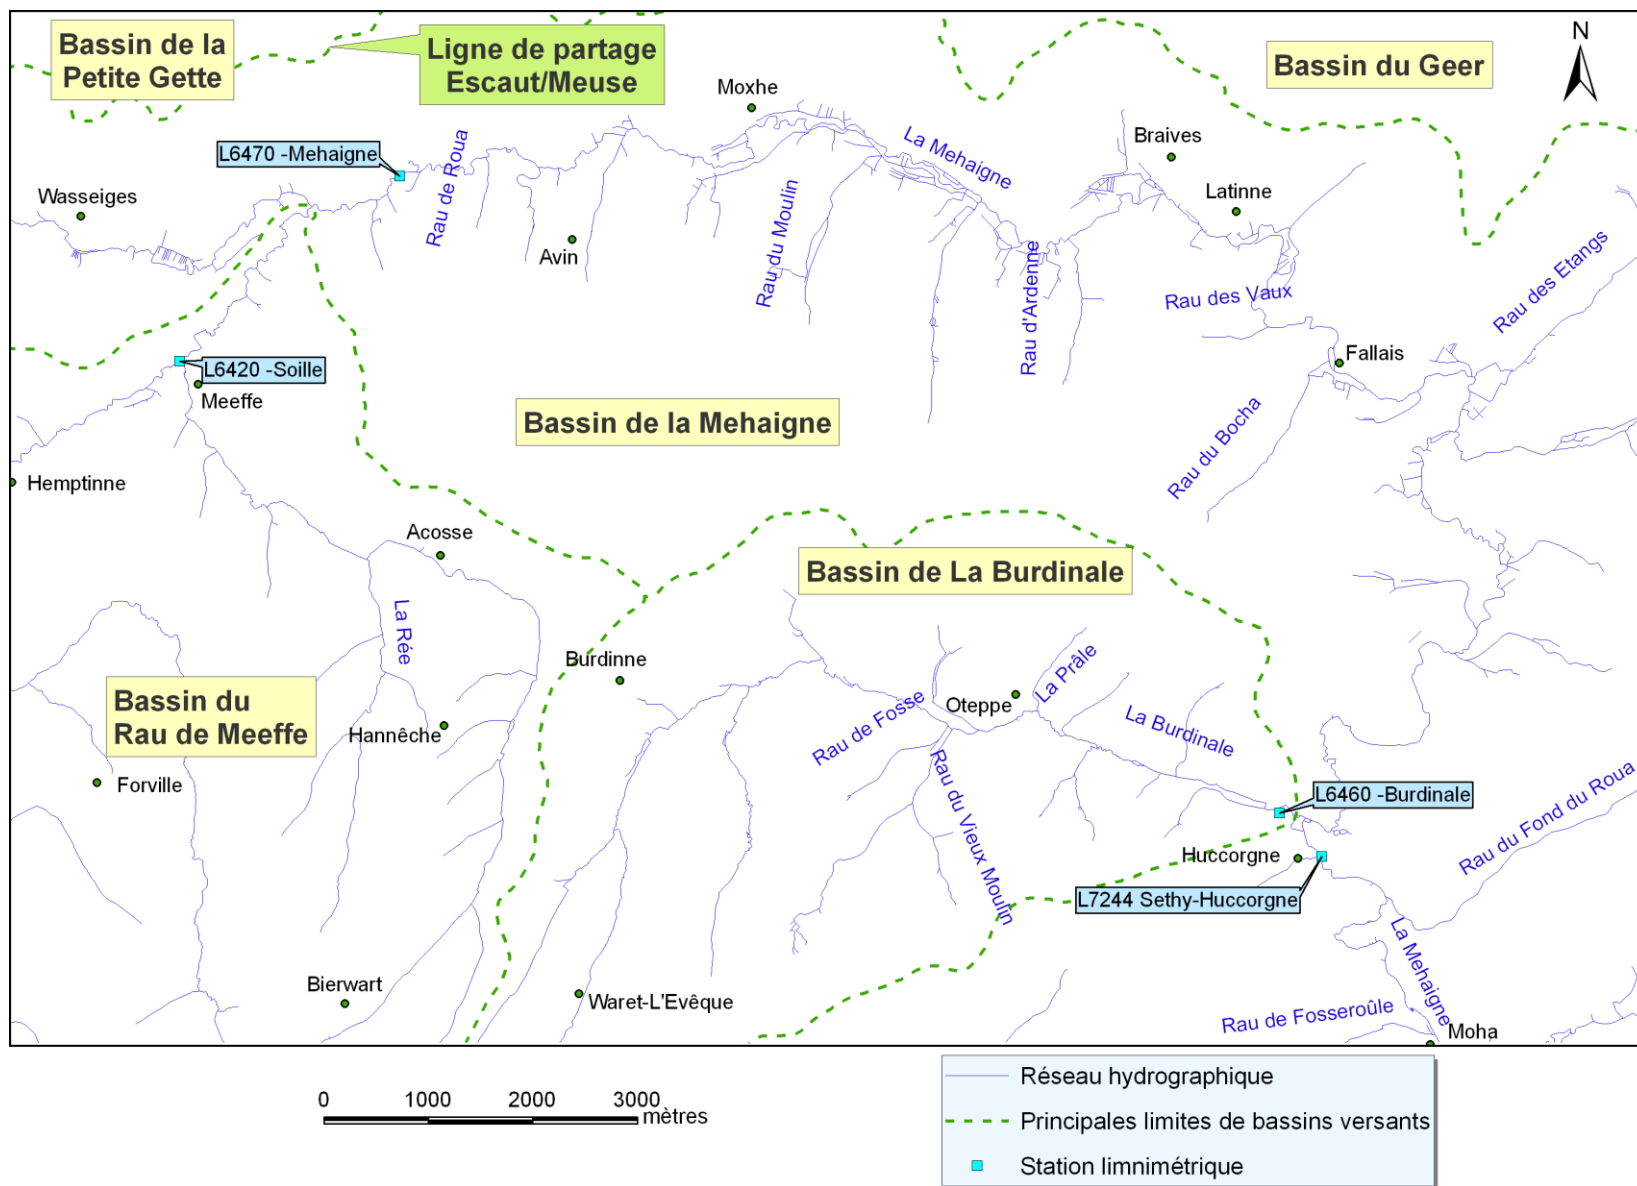 Bassin de la
Petite Gette
Ligne de partage
Escaut/Meuse
Bassin du Geer
N
Moxhe
L6470 -Mehaigne
Rau de Roua
La Mehaigne
Braives
Wasseiges
Latinne
Avin
Rau du Moulin
Rau d'Ardenne
Rau des Vaux
Rau des Etangs
L6420 -Soille
Meeffe
Fallais
Bassin de la Mehaigne
Rau du Bocha
Hemptinne
Acosse
Bassin de La Burdinale
La Rée
Burdinne
Bassin du
Rau de Meeffe
Hannêche
Rau de Fosse
Oteppe
La Prâle
La Burdinale
Forville
L6460 -Burdinale
Rau du Vieux Moulin
Huccorgne
Rau du Fond du Roua
L7244 Sethy-Huccorgne
La Mehaigne
Bierwart
Waret-L'Evêque
Rau de Fosseroûle
Moha
0 1000 2000 3000
mètres
Réseau hydrographique
Principales limites de bassins versants
Station limnimétrique